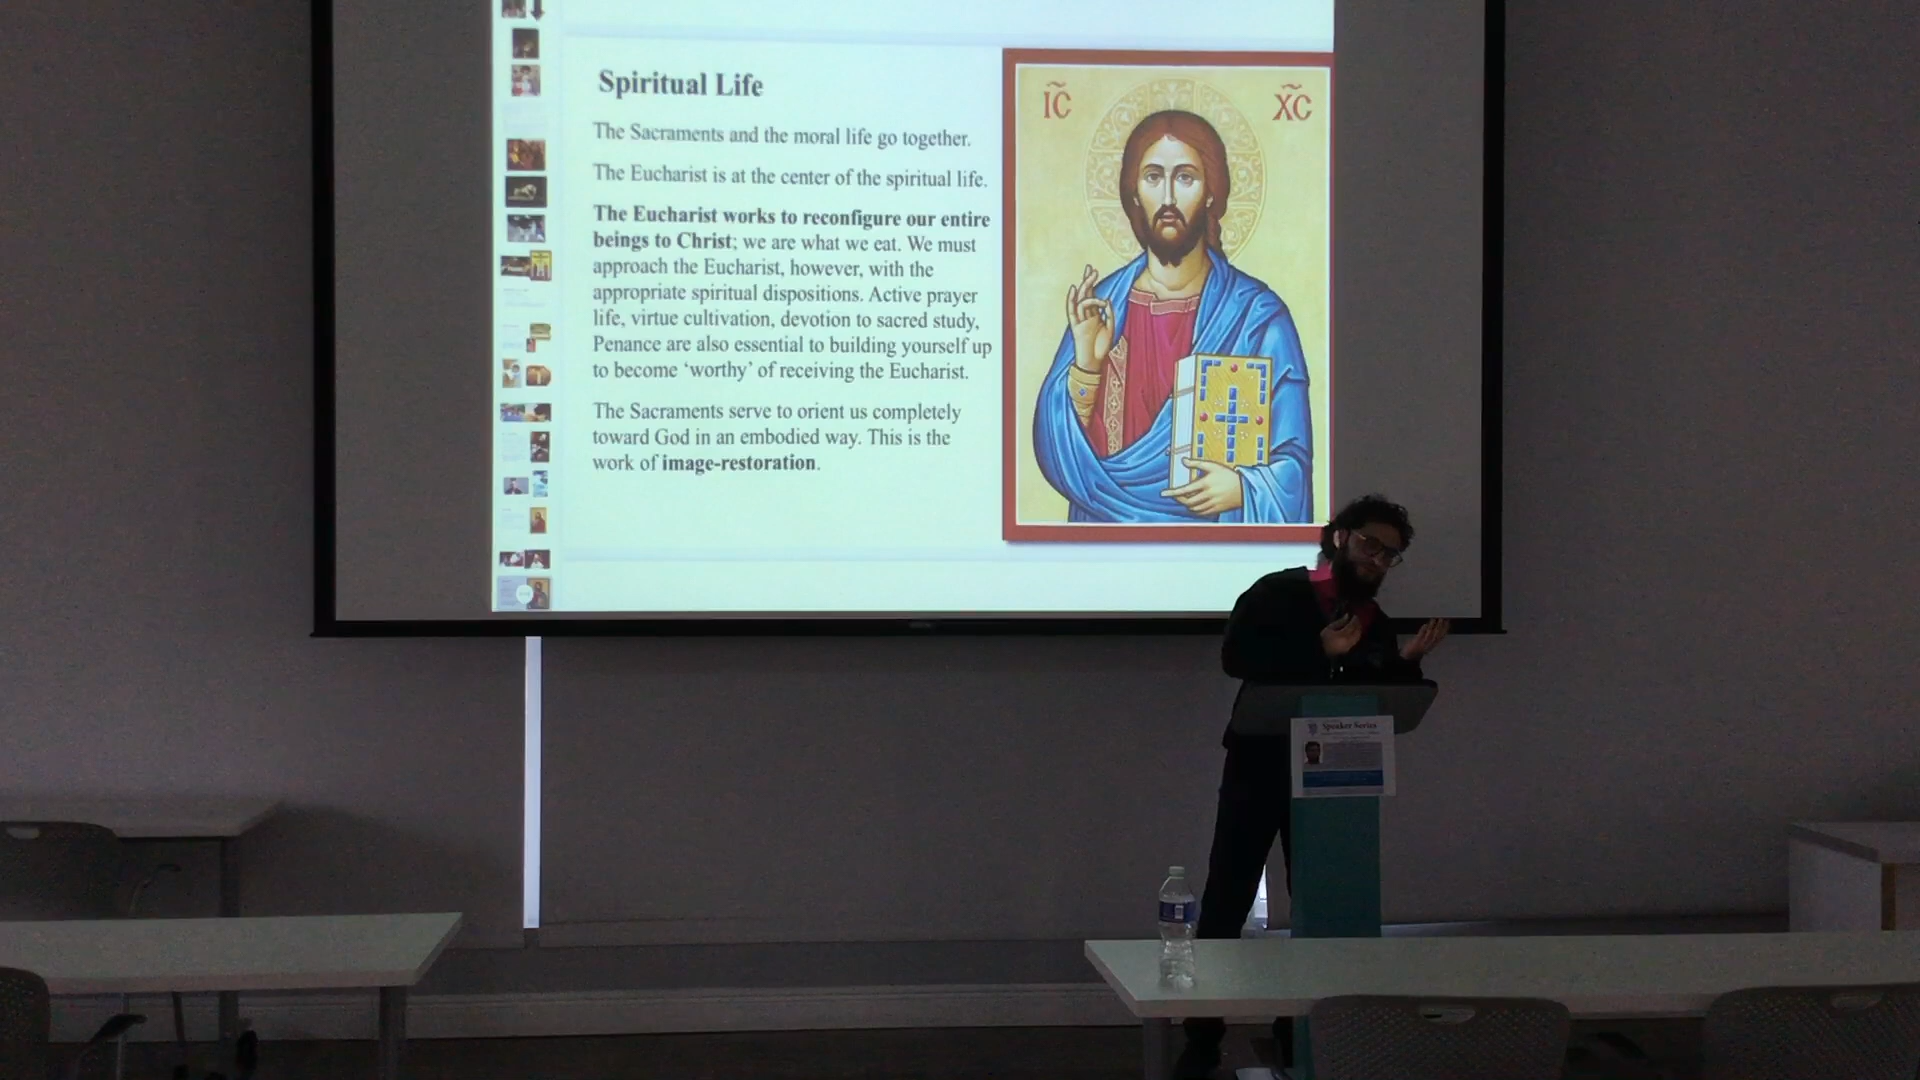 Spiritual Life
The Sacraments and the moral life go together.
The Eucharist is at the center of the spiritual life.
The Eucharist works to reconfigure our entire
beings to Christ; we are what we eat. We must
approach the Eucharist, however, with the
appropriate spiritual dispositions. Active prayer
life, virtue cultivation, devotion to sacred study,
Penance are also essential to building yourself up
to become ‘worthy’ of receiving the Eucharist.
The Sacraments serve to orient us completely
toward God in an embodied way. This is the
work of image-restoration.
IC̃ X̃C
Speaker Series